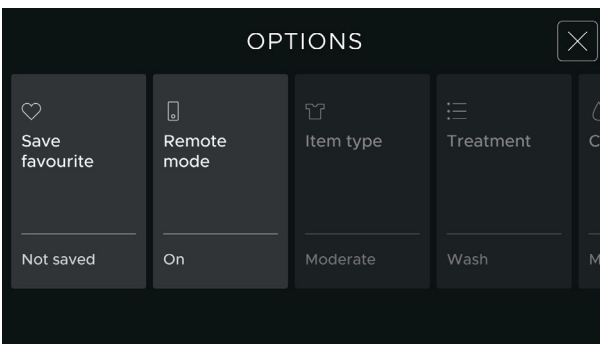 OPTIONS
Save
favourite
Not saved
Remote
mode
On
Item type
Moderate
Treatment
Wash